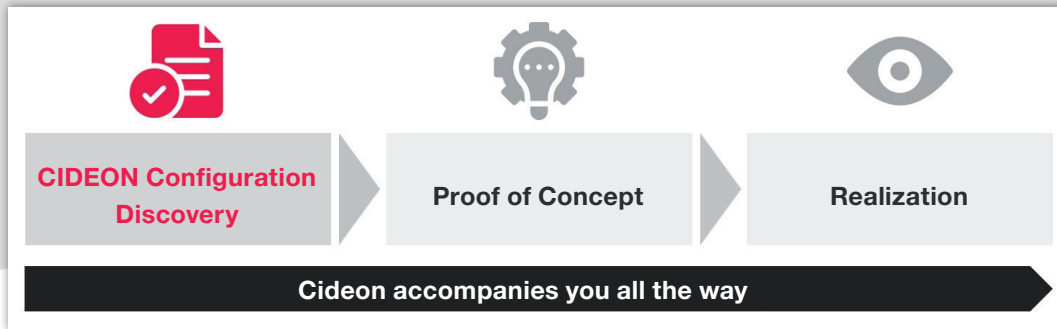 CIDEON Configuration
Discovery
Proof of Concept
Realization
Cideon accompanies you all the way